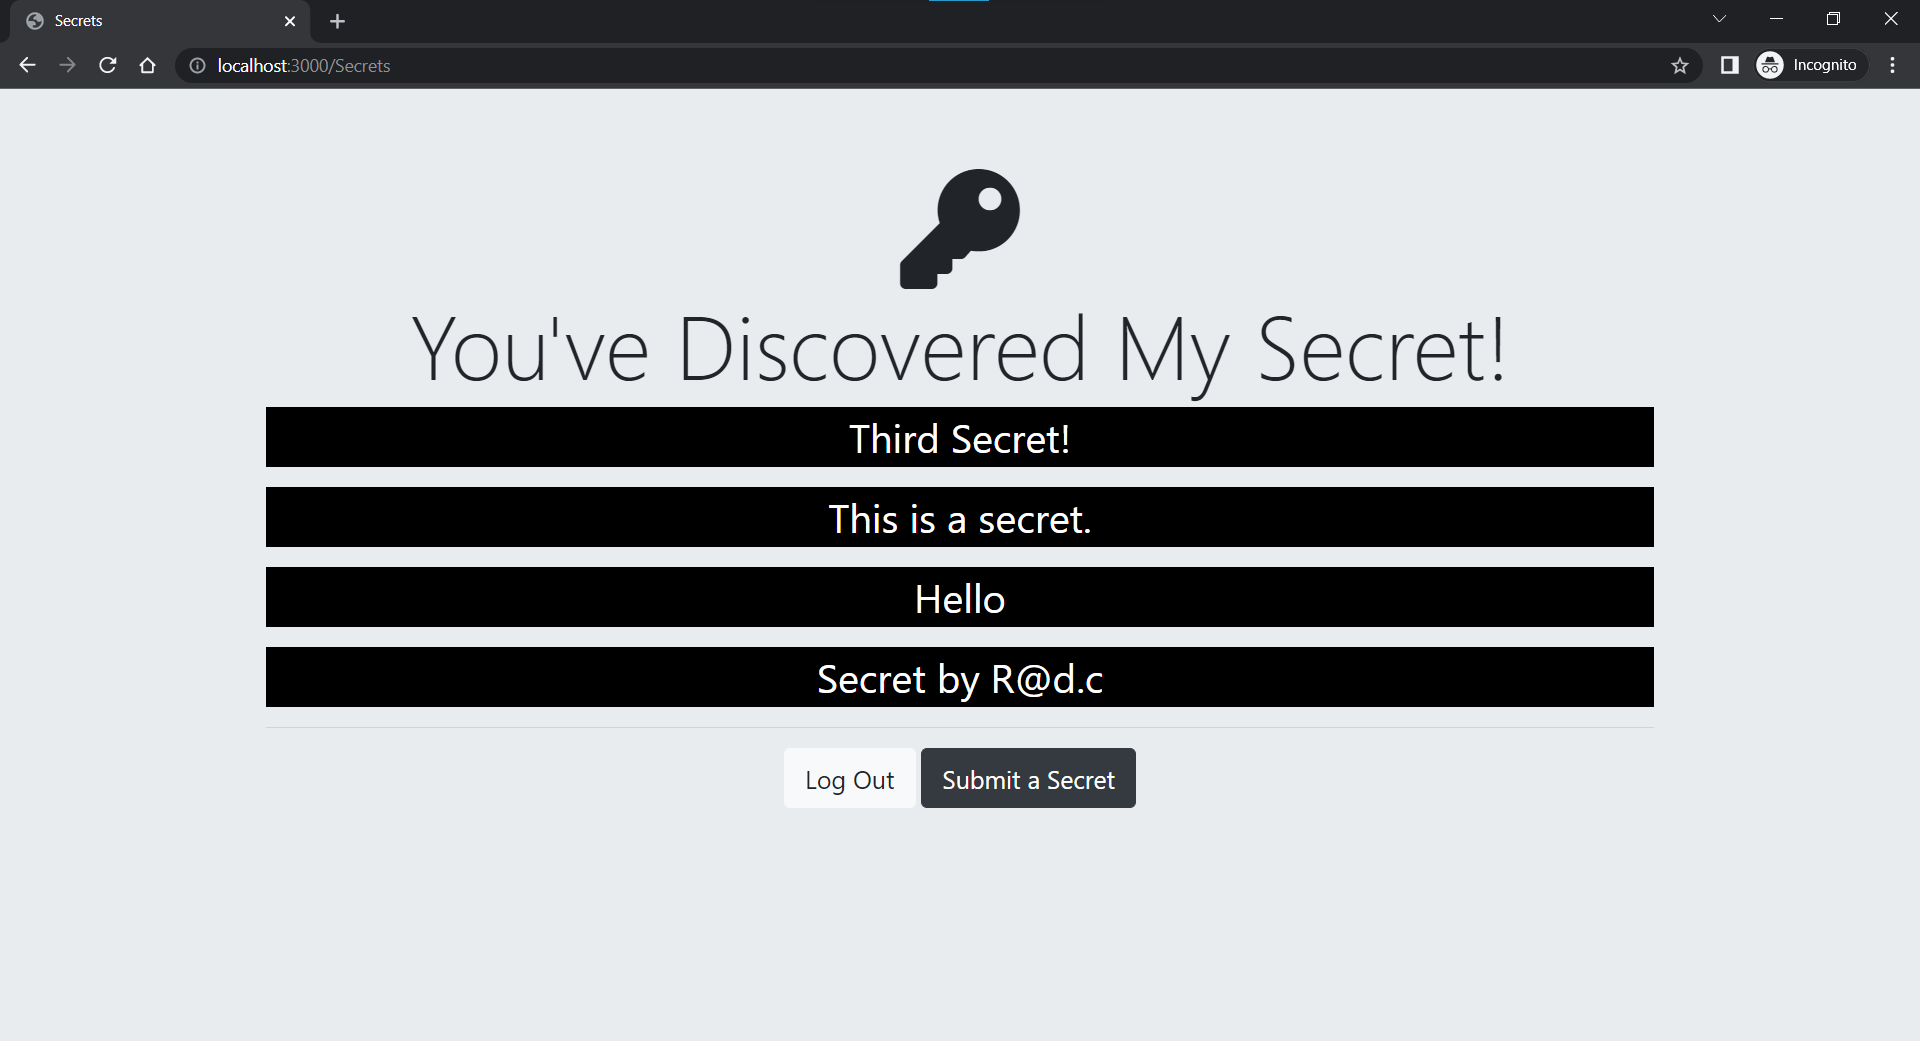 Secrets
localhost:3000/Secrets
Incognito
You've Discovered My Secret!
Third Secret!
This is a secret.
Hello
Secret by R@d.c
Log Out
Submit a Secret